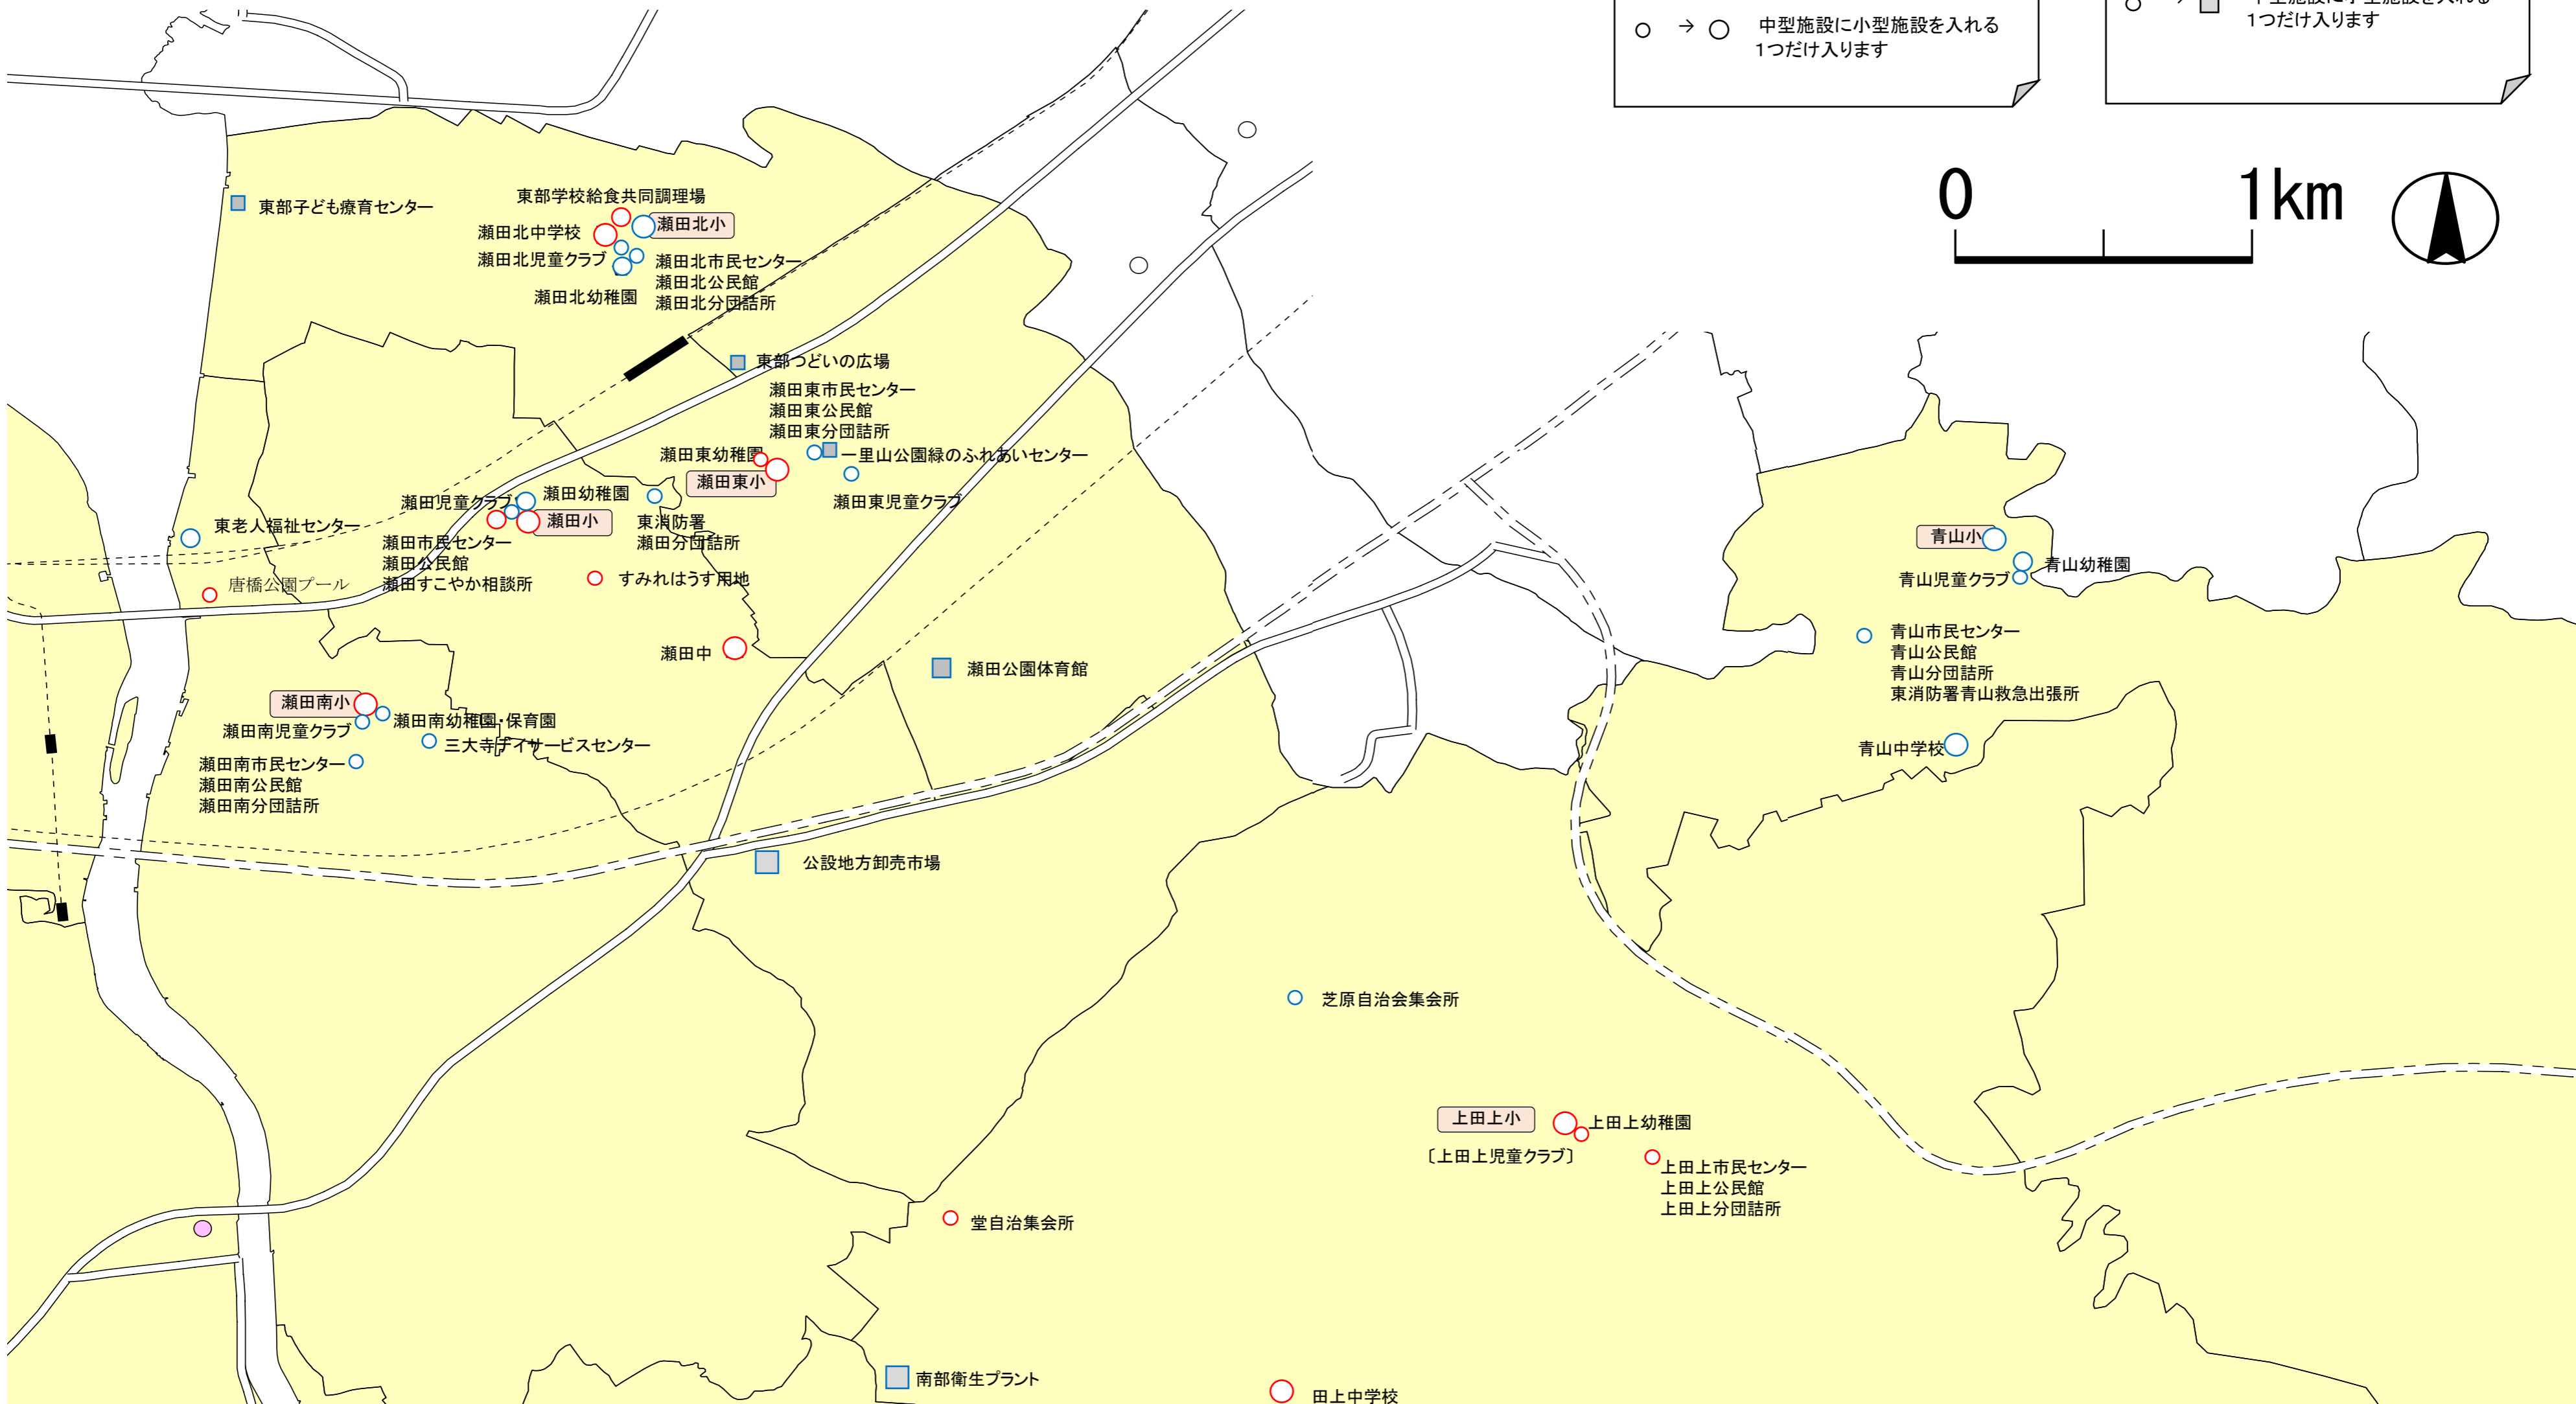 →
中型施設に小型施設を入れる
1つだけ入ります
→
1つだけ入ります
0
1km
東部子ども療育センター
東部学校給食共同調理場
瀬田北小
瀬田北中学校
瀬田北児童クラブ
瀬田北市民センター
瀬田北公民館
瀬田北分団詰所
瀬田北幼稚園
東部つどいの広場
瀬田東市民センター
瀬田東公民館
瀬田東分団詰所
瀬田東幼稚園
一里山公園緑のふれあいセンター
瀬田東小
瀬田東児童クラブ
瀬田児童クラブ
瀬田幼稚園
瀬田小
東消防署
瀬田分団詰所
東老人福祉センター
瀬田市民センター
瀬田公民館
瀬田すこやか相談所
すみれはうす用地
唐橋公園プール
瀬田中
瀬田公園体育館
瀬田南小
瀬田南児童クラブ
瀬田南幼稚園・保育園
三大寺デイサービスセンター
瀬田南市民センター
瀬田南公民館
瀬田南分団詰所
公設地方卸売市場
青山小
青山幼稚園
青山児童クラブ
青山市民センター
青山公民館
青山分団詰所
東消防署青山救急出張所
青山中学校
芝原自治会集会所
上田上小
上田上幼稚園
〔上田上児童クラブ〕
上田上市民センター
上田上公民館
上田上分団詰所
堂自治集会所
南部衛生プラント
田上中学校